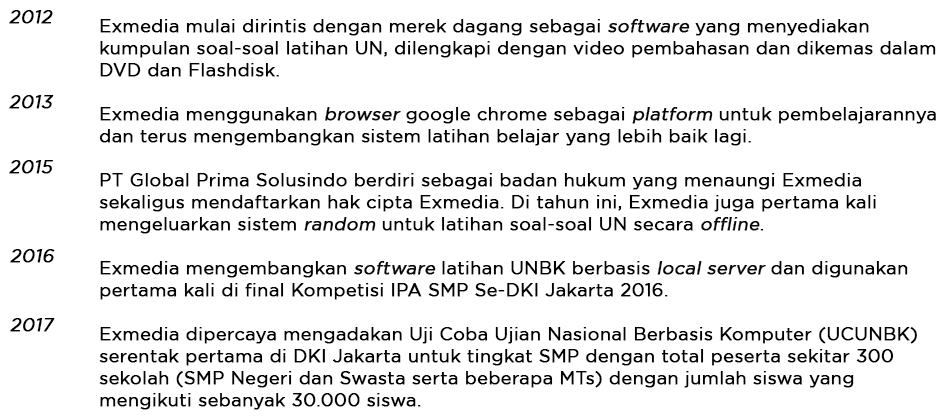 2012
Exmedia mulai dirintis dengan merek dagang sebagai software yang menyediakan
kumpulan soal-soal latihan UN, dilengkapi dengan video pembahasan dan dikemas dalam
DVD dan Flashdisk.
2013
Exmedia menggunakan browser google chrome sebagai platform untuk pembelajarannya
dan terus mengembangkan sistem latihan belajar yang lebih baik lagi.
2015
PT Global Prima Solusindo berdiri sebagai badan hukum yang menaungi Exmedia
sekaligus mendaftarkan hak cipta Exmedia. Di tahun ini, Exmedia juga pertama kali
mengeluarkan sistem random untuk latihan soal-soal UN secara offline.
2016
Exmedia mengembangkan software latihan UNBK berbasis local server dan digunakan
pertama kali di final Kompetisi IPA SMP Se-DKI Jakarta 2016.
2017
Exmedia dipercaya mengadakan Uji Coba Ujian Nasional Berbasis Komputer (UCUNBK)
serentak pertama di DKI Jakarta untuk tingkat SMP dengan total peserta sekitar 300
sekolah (SMP Negeri dan Swasta serta beberapa MTs) dengan jumlah siswa yang
mengikuti sebanyak 30.000 siswa.